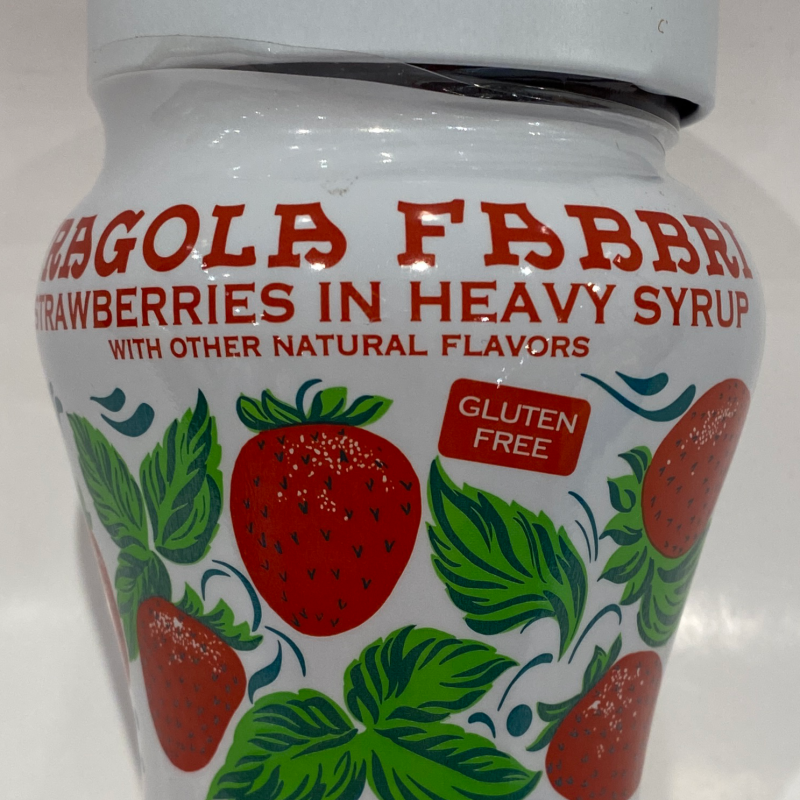 RAGOLA FABBRI
STRAWBERRIES IN HEAVY SYRUP
WITH OTHER NATURAL FLAVORS
GLUTEN
FREE